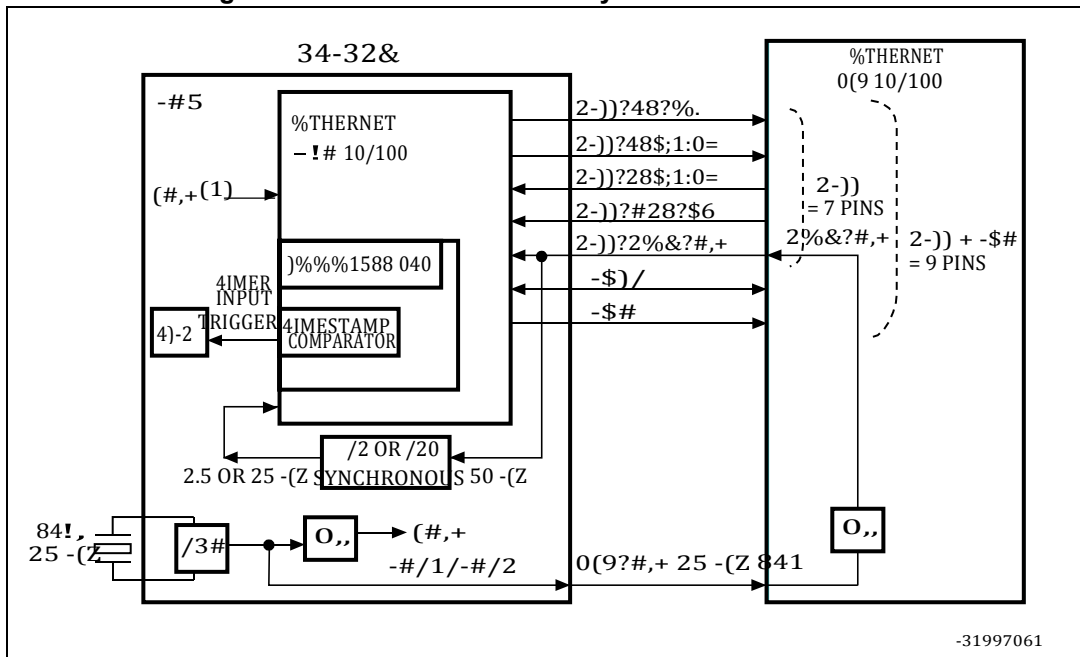 34-32&
%THERNET
0(9 10/100
-#5
%THERNET
–!# 10/100
(#,+(1)
2-))?48?%.
2-))?48$;1:0=
2-))?28$;1:0=
2-))?#28?$6
2-))?2%&?#,+
-$)/
-$#
2-))
= 7 PINS
2%&?#,+
2-)) + -$#
= 9 PINS
)%%%1588 040
4IMER
INPUT
TRIGGER
4IMESTAMP
COMPARATOR
4)-2
/2 OR /20
SYNCHRONOUS
2.5 OR 25 -(Z
50 -(Z
84!,
25 -(Z
/3#
0,,
(#,+
-#/1/-#/2
0(9?#,+ 25 -(Z 841
0,,
-31997061